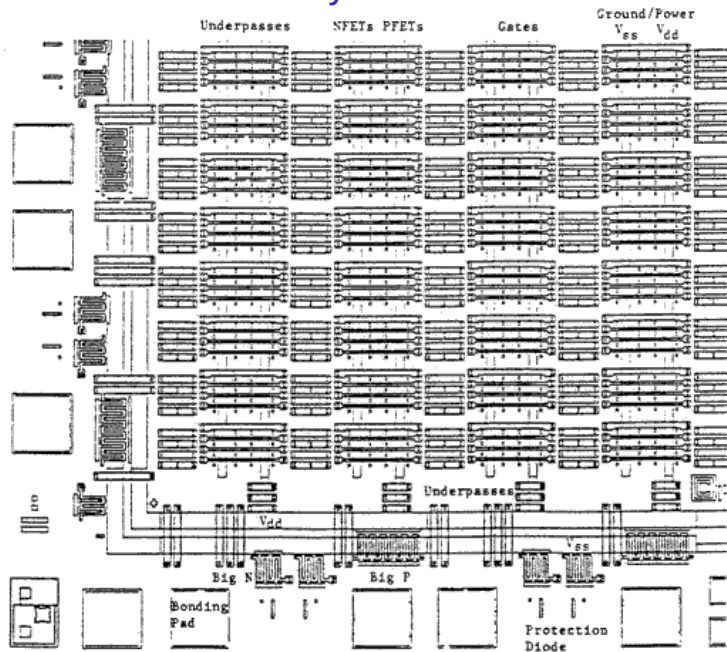 Underpasses NFETs PFETs Gates Ground/Power
Vss Vdd
Underpasses
Vdd
Vss
Big N Big P
Bonding
Pad
Protection
Diode